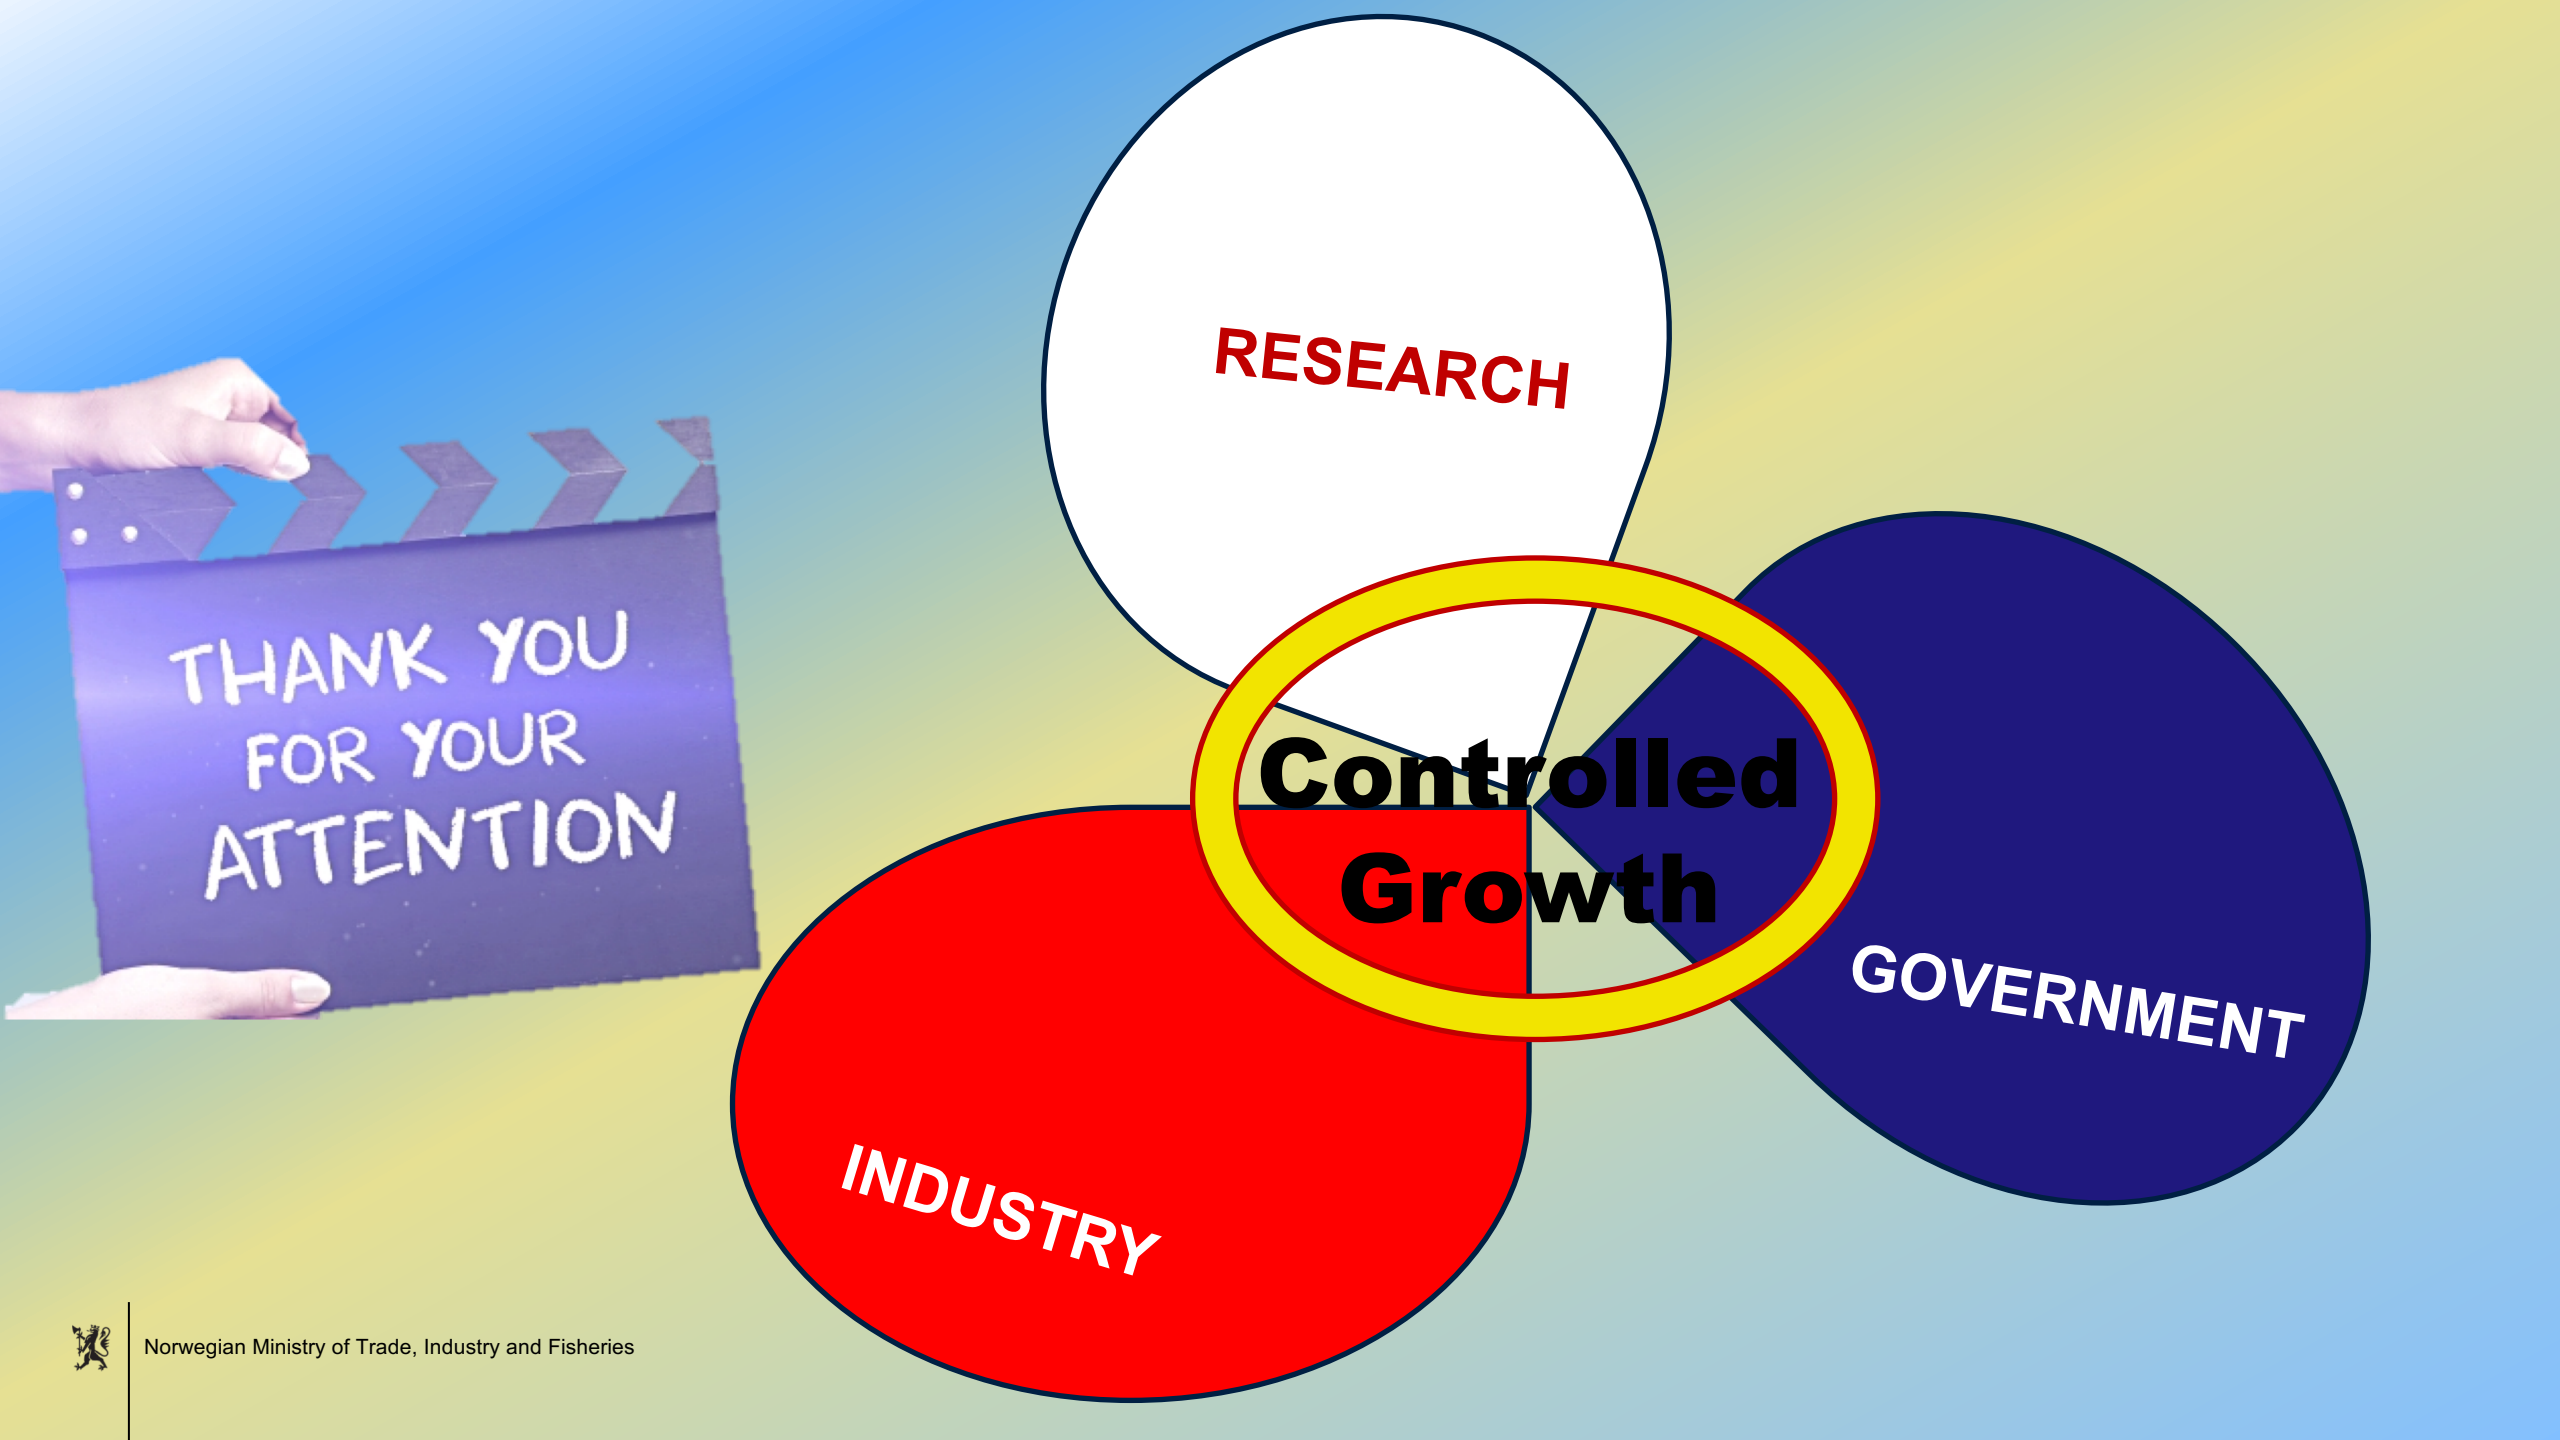 THANK YOU
FOR YOUR
ATTENTION
RESEARCH
Controlled
Growth
GOVERNMENT
INDUSTRY
Norwegian Ministry of Trade, Industry and Fisheries